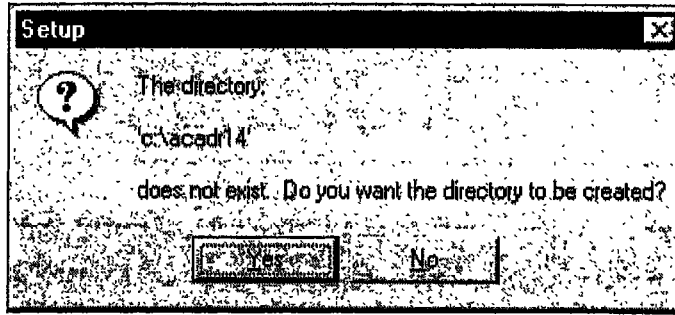 Setup
The directory:
'c:\acadr14'
does not exist. Do you want the directory to be created?
Yes
No